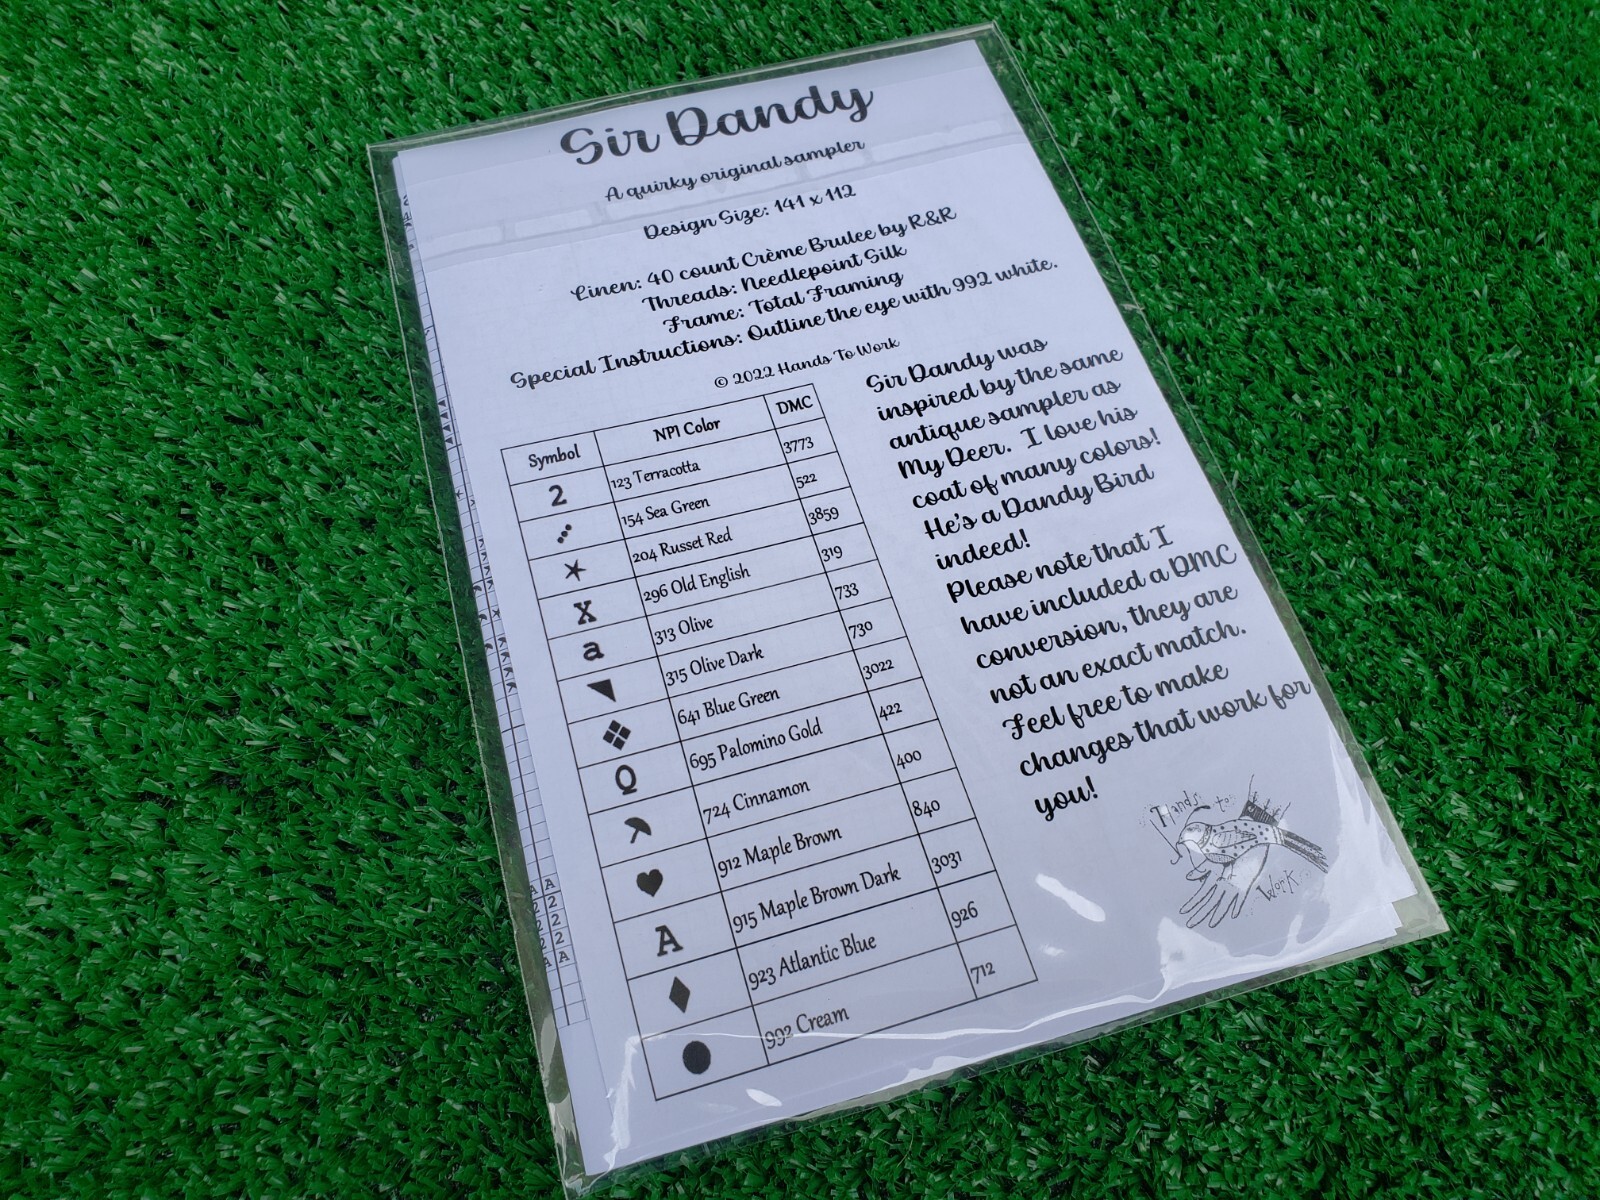 Sir Dandy
A quirky original sampler
Design Size: 141 x 112
Linen: 40 count Crème Brulee by R&R
Threads: Needlepoint Silk
Frame: Total Framing
Special Instructions: Outline the eye with 992 white.
© 2022 Hands To Work
Symbol NPI Color DMC
2 123 Terracotta 3773
154 Sea Green 522
204 Russet Red 3859
X 296 Old English 319
a 313 Olive 733
315 Olive Dark 730
641 Blue Green 3022
Q 695 Palomino Gold 422
724 Cinnamon 400
912 Maple Brown 840
A 915 Maple Brown Dark 3031
923 Atlantic Blue 926
992 Cream 712
Sir Dandy was
inspired by the same
antique sampler as
My Deer. I love his
coat of many colors!
He's a Dandy Bird
indeed!
Please note that I
have included a DMC
conversion, they are
not an exact match.
Feel free to make
changes that work for
you!
Hands to
Work